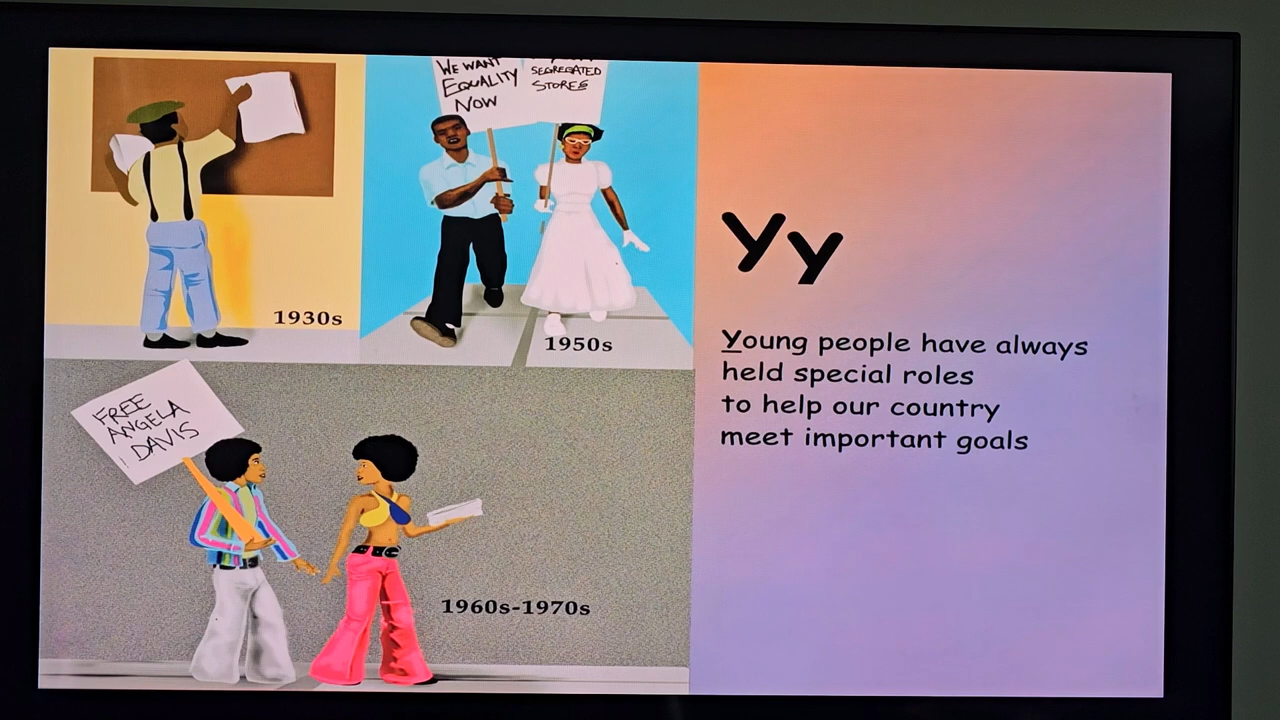 WE WANT
EQUALITY
NOW
SEGREGATED
STORES
1930s
1950s
FREE
ANGELA
DAVIS
1960s-1970s
Yy
Young people have always
held special roles
to help our country
meet important goals